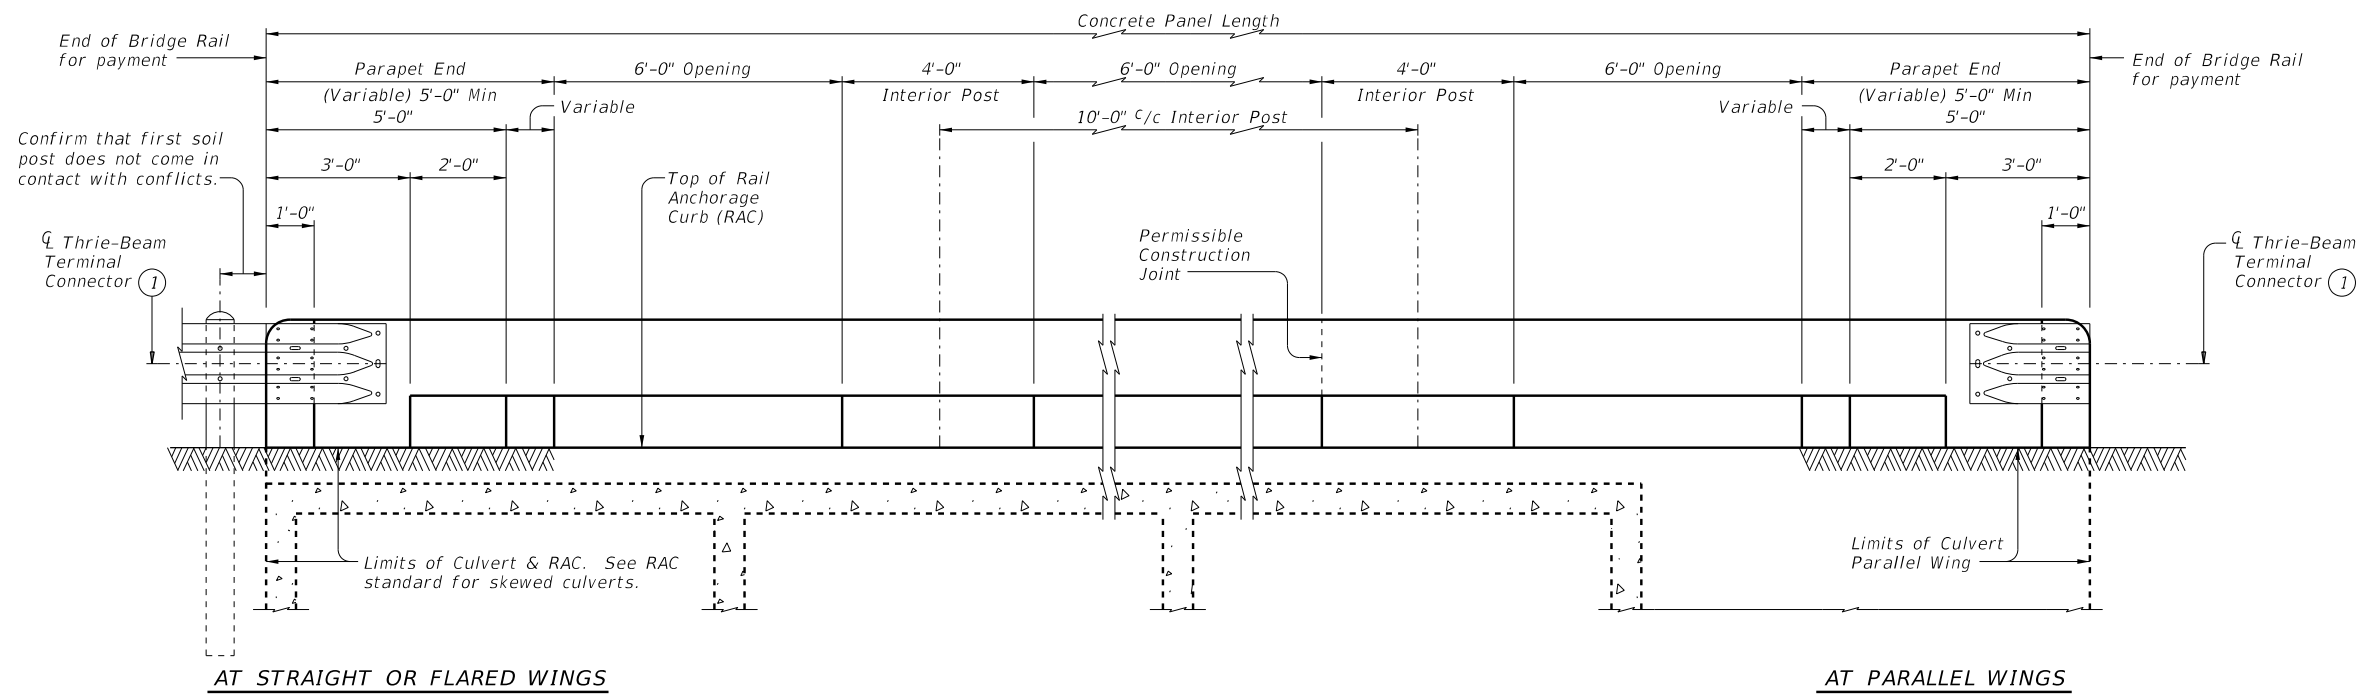 Concrete Panel Length
End of Bridge Rail
for payment
Parapet End
(Variable) 5'-0" Min
6'-0" Opening
4'-0"
Interior Post
6'-0" Opening
4'-0"
Interior Post
6'-0" Opening
Parapet End
(Variable) 5'-0" Min
End of Bridge Rail
for payment
5'-0"
Variable
10'-0" C/c Interior Post
Variable
5'-0"
Confirm that first soil
post does not come in
contact with conflicts.
3'-0"
2'-0"
Top of Rail
Anchorage
Curb (RAC)
2'-0"
3'-0"
1'-0"
1'-0"
℄ Thrie-Beam
Terminal
Connector 1
Permissible
Construction
Joint
℄ Thrie-Beam
Terminal
Connector 1
Limits of Culvert & RAC. See RAC
standard for skewed culverts.
Limits of Culvert
Parallel Wing
AT STRAIGHT OR FLARED WINGS
AT PARALLEL WINGS